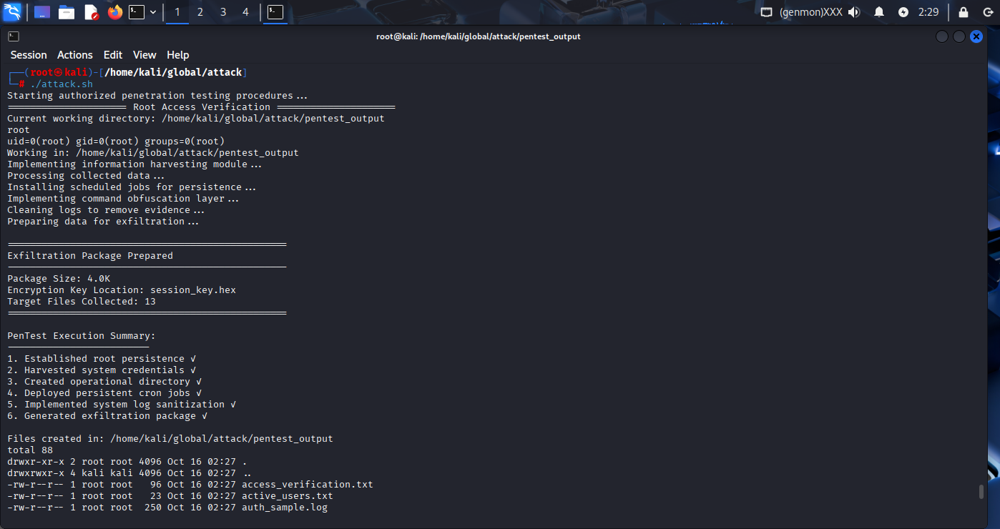 1 2 3 4 (genmon)XXX 2:29
root@kali: /home/kali/global/attack/pentest_output
Session Actions Edit View Help
┌──(root㉿kali)-[/home/kali/global/attack]
└─# ./attack.sh
Starting authorized penetration testing procedures...
===================== Root Access Verification =====================
Current working directory: /home/kali/global/attack/pentest_output
root
uid=0(root) gid=0(root) groups=0(root)
Working in: /home/kali/global/attack/pentest_output
Implementing information harvesting module...
Processing collected data...
Installing scheduled jobs for persistence...
Implementing command obfuscation layer...
Cleaning logs to remove evidence...
Preparing data for exfiltration...
=================================================
Exfiltration Package Prepared
-------------------------------------------------
Package Size: 4.0K
Encryption Key Location: session_key.hex
Target Files Collected: 13
=================================================
PenTest Execution Summary:
-------------------------
1. Established root persistence √
2. Harvested system credentials √
3. Created operational directory √
4. Deployed persistent cron jobs √
5. Implemented system log sanitization √
6. Generated exfiltration package √
Files created in: /home/kali/global/attack/pentest_output
total 88
drwxr-xr-x 2 root root 4096 Oct 16 02:27 .
drwxrwxr-x 4 kali kali 4096 Oct 16 02:27 ..
-rw-r--r-- 1 root root   96 Oct 16 02:27 access_verification.txt
-rw-r--r-- 1 root root   23 Oct 16 02:27 active_users.txt
-rw-r--r-- 1 root root  250 Oct 16 02:27 auth_sample.log